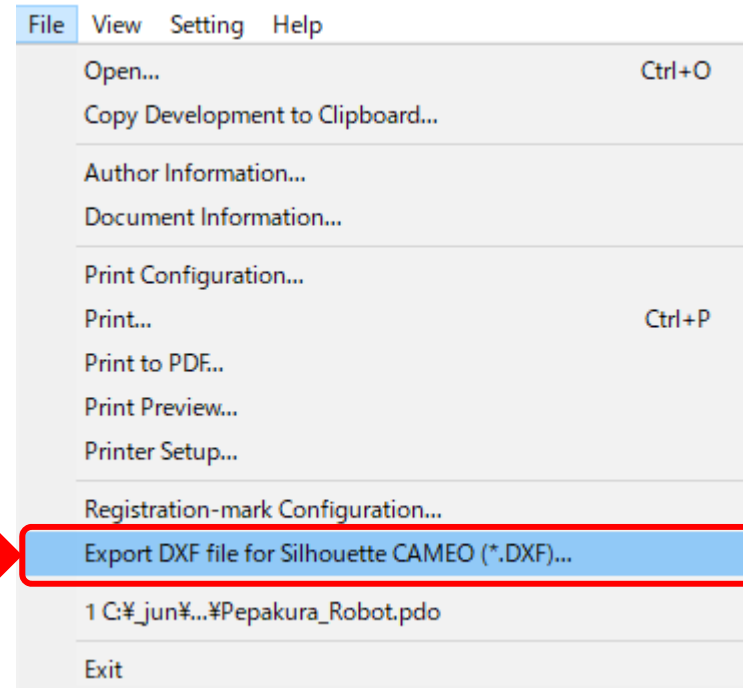 File View Setting Help
Open... Ctrl+O
Copy Development to Clipboard...
Author Information...
Document Information...
Print Configuration...
Print... Ctrl+P
Print to PDF...
Print Preview...
Printer Setup...
Registration-mark Configuration...
Export DXF file for Silhouette CAMEO (*.DXF)...
1 C:¥_jun¥...¥Pepakura_Robot.pdo
Exit